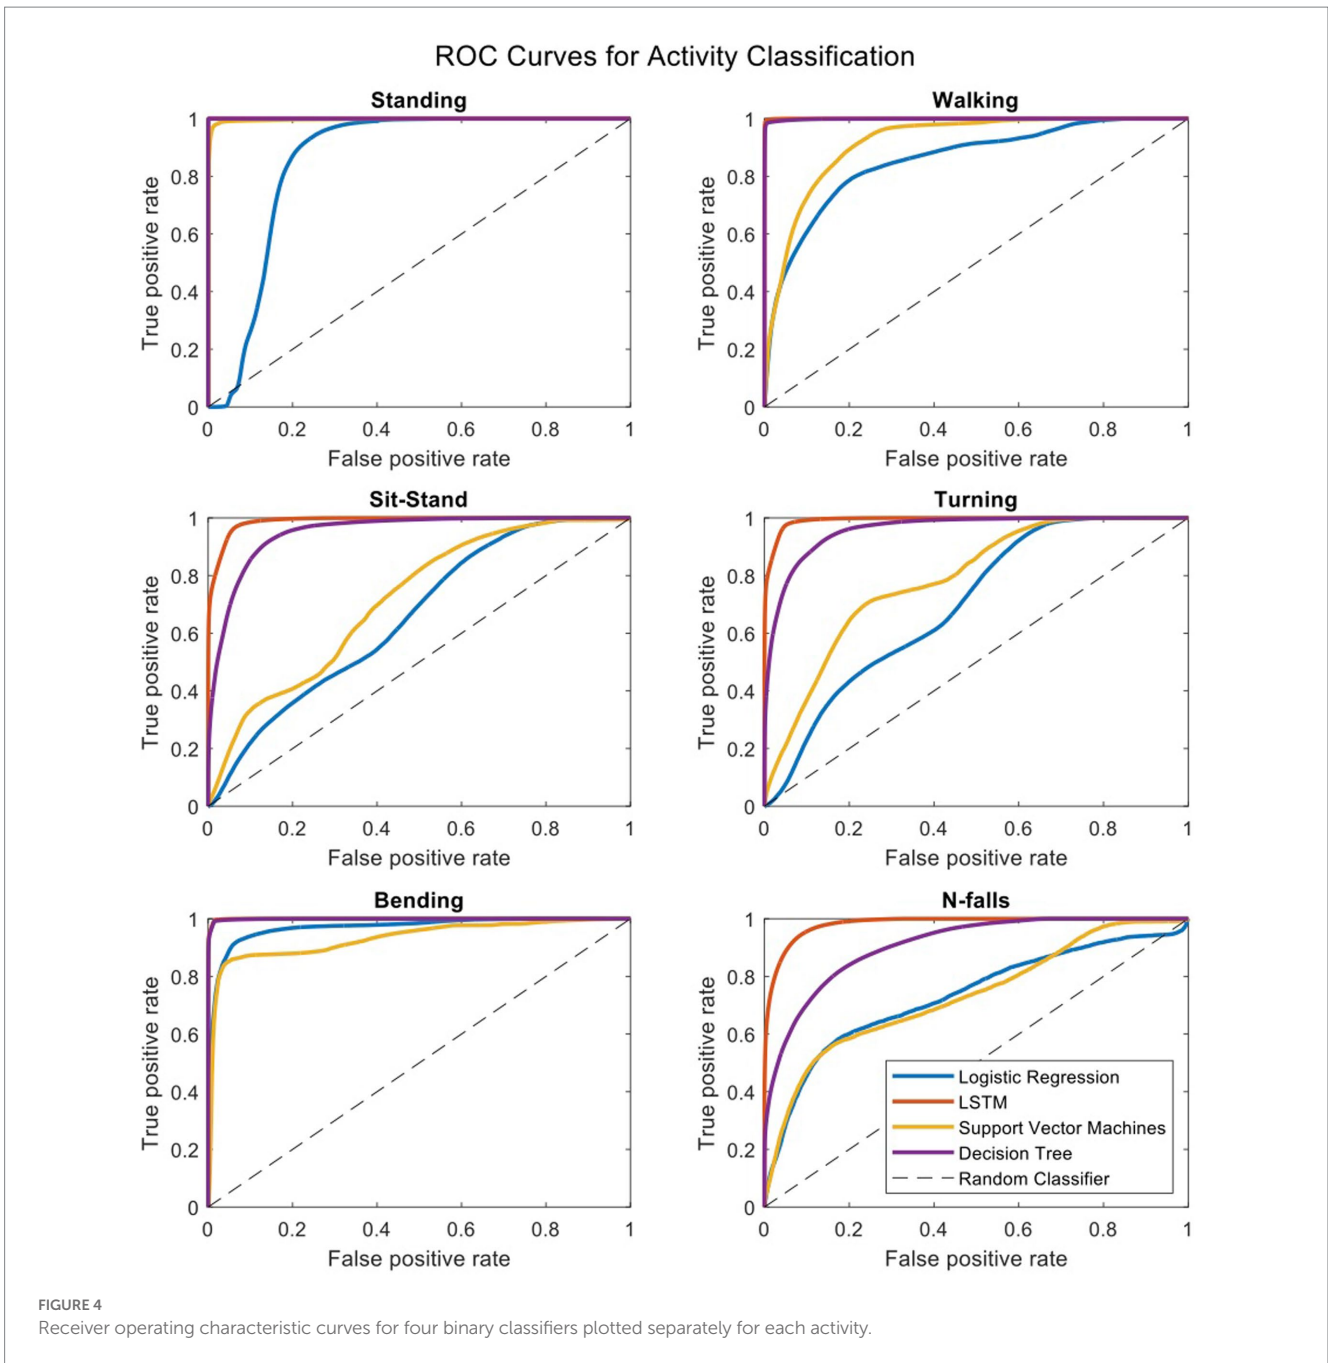 ROC Curves for Activity Classification
Standing
1
0.8
0.6
0.4
0.2
0
0 0.2 0.4 0.6 0.8 1
True positive rate
False positive rate
Walking
1
0.8
0.6
0.4
0.2
0
0 0.2 0.4 0.6 0.8 1
True positive rate
False positive rate
Sit-Stand
1
0.8
0.6
0.4
0.2
0
0 0.2 0.4 0.6 0.8 1
True positive rate
False positive rate
Turning
1
0.8
0.6
0.4
0.2
0
0 0.2 0.4 0.6 0.8 1
True positive rate
False positive rate
Bending
1
0.8
0.6
0.4
0.2
0
0 0.2 0.4 0.6 0.8 1
True positive rate
False positive rate
N-falls
1
0.8
0.6
0.4
0.2
0
0 0.2 0.4 0.6 0.8 1
True positive rate
False positive rate
Logistic Regression
LSTM
Support Vector Machines
Decision Tree
Random Classifier
FIGURE 4
Receiver operating characteristic curves for four binary classifiers plotted separately for each activity.